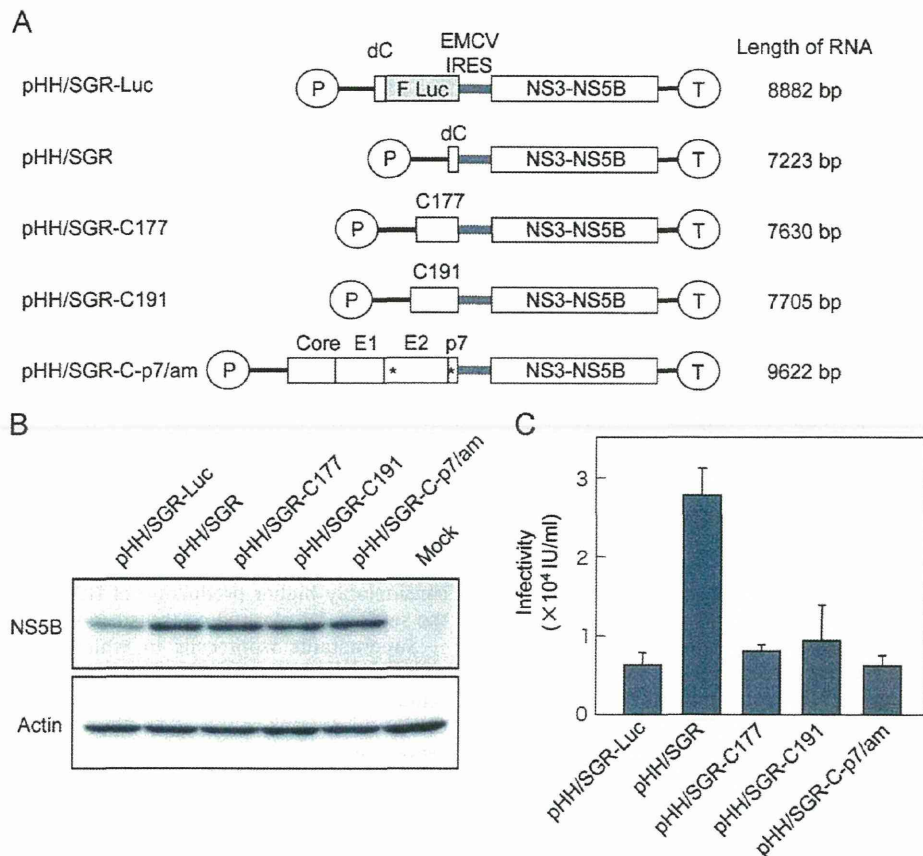 A
dC
EMCV
IRES
Length of RNA
pHH/SGR-Luc
P
F Luc
NS3-NS5B
T
8882 bp
dC
pHH/SGR
P
NS3-NS5B
T
7223 bp
C177
pHH/SGR-C177
P
NS3-NS5B
T
7630 bp
C191
pHH/SGR-C191
P
NS3-NS5B
T
7705 bp
Core E1 E2 p7
pHH/SGR-C-p7/am
P
* *
NS3-NS5B
T
9622 bp
B
pHH/SGR-Luc
pHH/SGR
pHH/SGR-C177
pHH/SGR-C191
pHH/SGR-C-p7/am
Mock
NS5B
Actin
C
Infectivity
(×10⁴ IU/ml)
3
2
1
0
pHH/SGR-Luc
pHH/SGR
pHH/SGR-C177
pHH/SGR-C191
pHH/SGR-C-p7/am